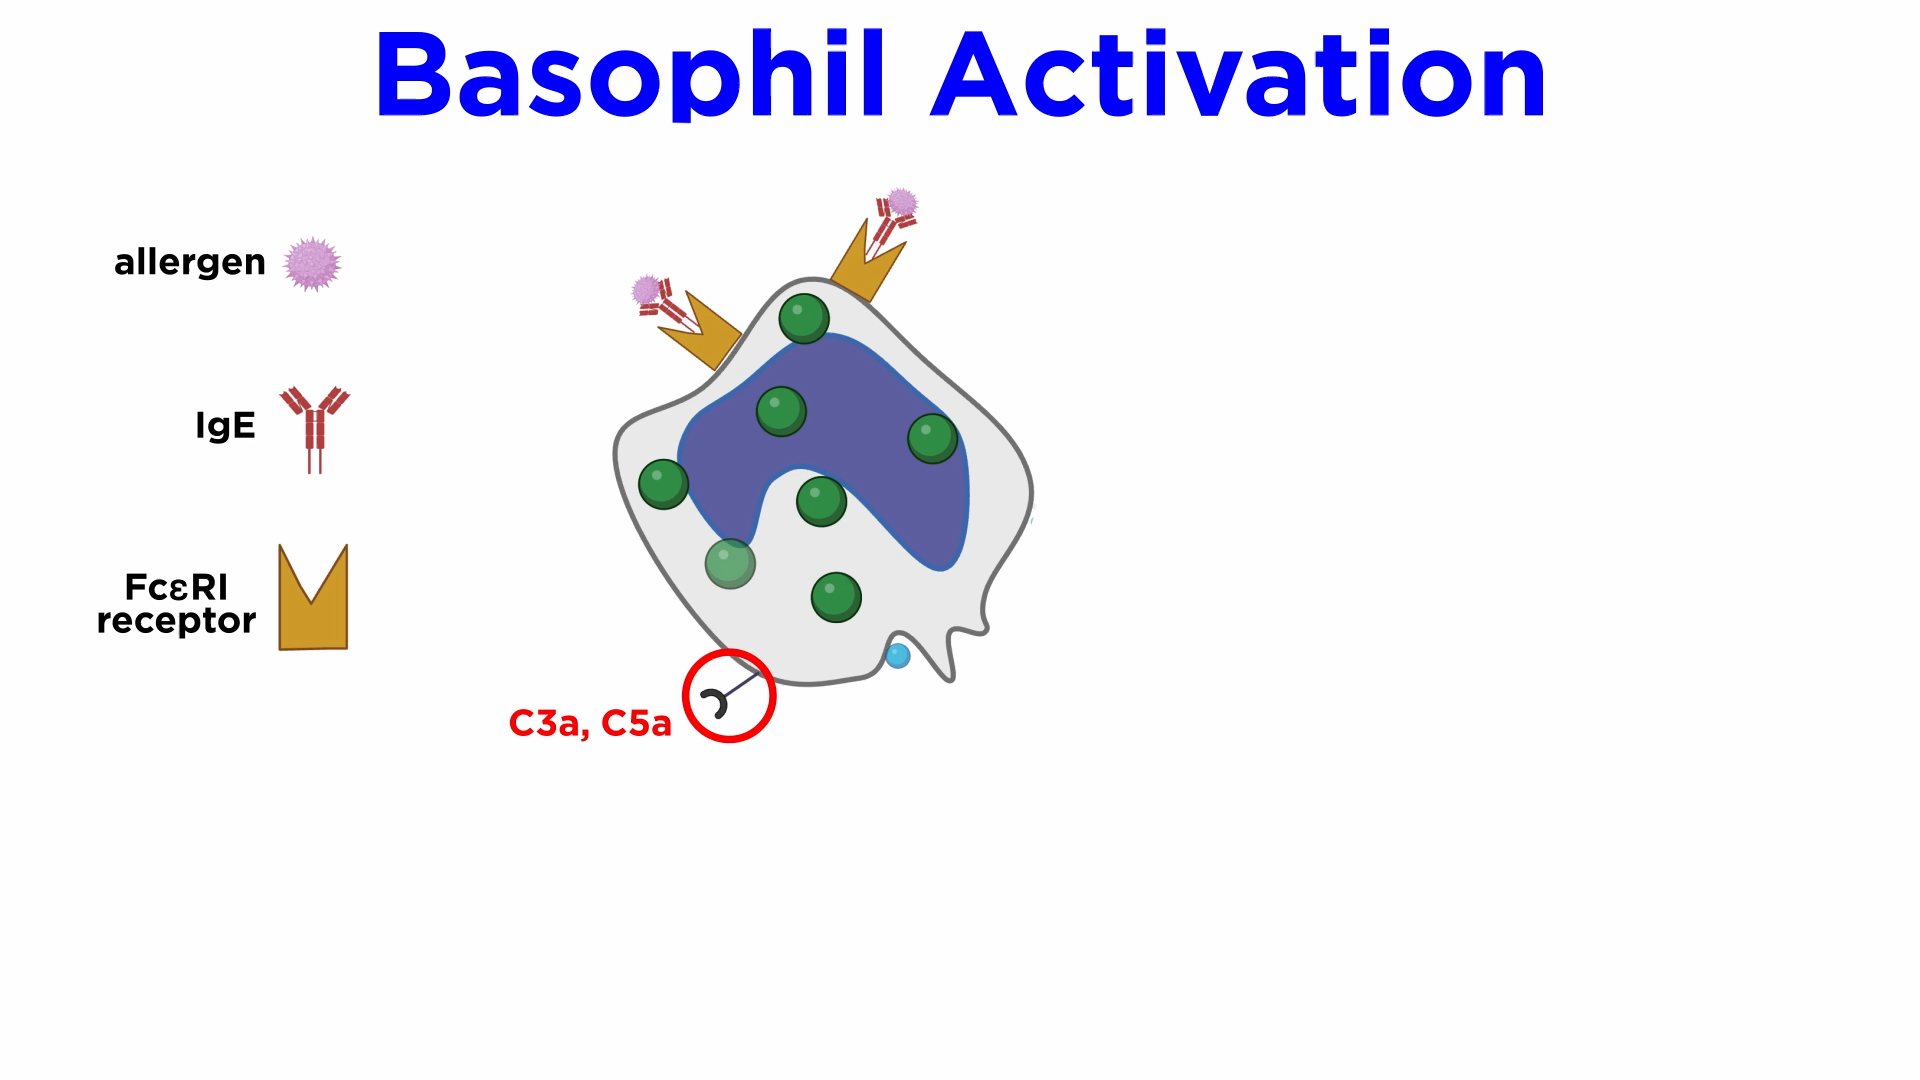 Basophil Activation
allergen
IgE
FcεRI
receptor
C3a, C5a